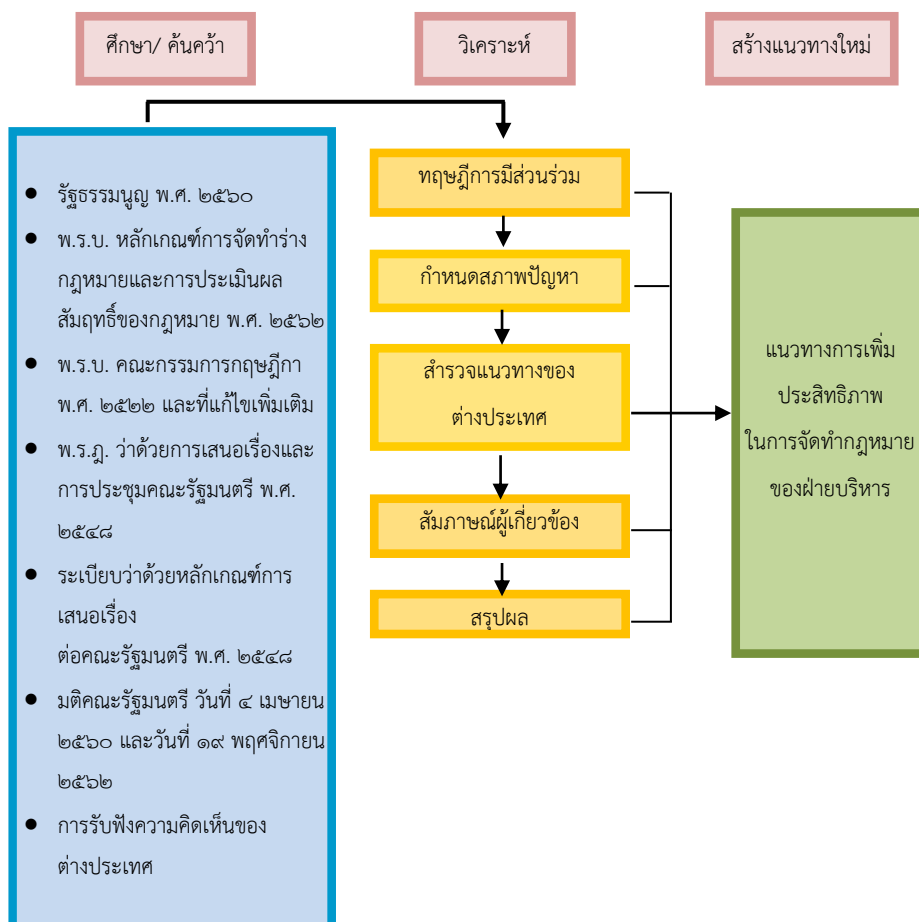 ศึกษา/ ค้นคว้า
วิเคราะห์
สร้างแนวทางใหม่
• รัฐธรรมนูญ พ.ศ. ๒๕๖๐
• พ.ร.บ. หลักเกณฑ์การจัดทำร่าง
กฎหมายและการประเมินผล
สัมฤทธิ์ของกฎหมาย พ.ศ. ๒๕๖๒
• พ.ร.บ. คณะกรรมการกฤษฎีกา
พ.ศ. ๒๕๒๒ และที่แก้ไขเพิ่มเติม
• พ.ร.ฎ. ว่าด้วยการเสนอเรื่องและ
การประชุมคณะรัฐมนตรี พ.ศ.
๒๕๔๘
• ระเบียบว่าด้วยหลักเกณฑ์การ
เสนอเรื่อง
ต่อคณะรัฐมนตรี พ.ศ. ๒๕๔๘
• มติคณะรัฐมนตรี วันที่ ๔ เมษายน
๒๕๖๐ และวันที่ ๑๙ พฤศจิกายน
๒๕๖๒
• การรับฟังความคิดเห็นของ
ต่างประเทศ
ทฤษฎีการมีส่วนร่วม
กำหนดสภาพปัญหา
สำรวจแนวทางของ
ต่างประเทศ
สัมภาษณ์ผู้เกี่ยวข้อง
สรุปผล
แนวทางการเพิ่ม
ประสิทธิภาพ
ในการจัดทำกฎหมาย
ของฝ่ายบริหาร